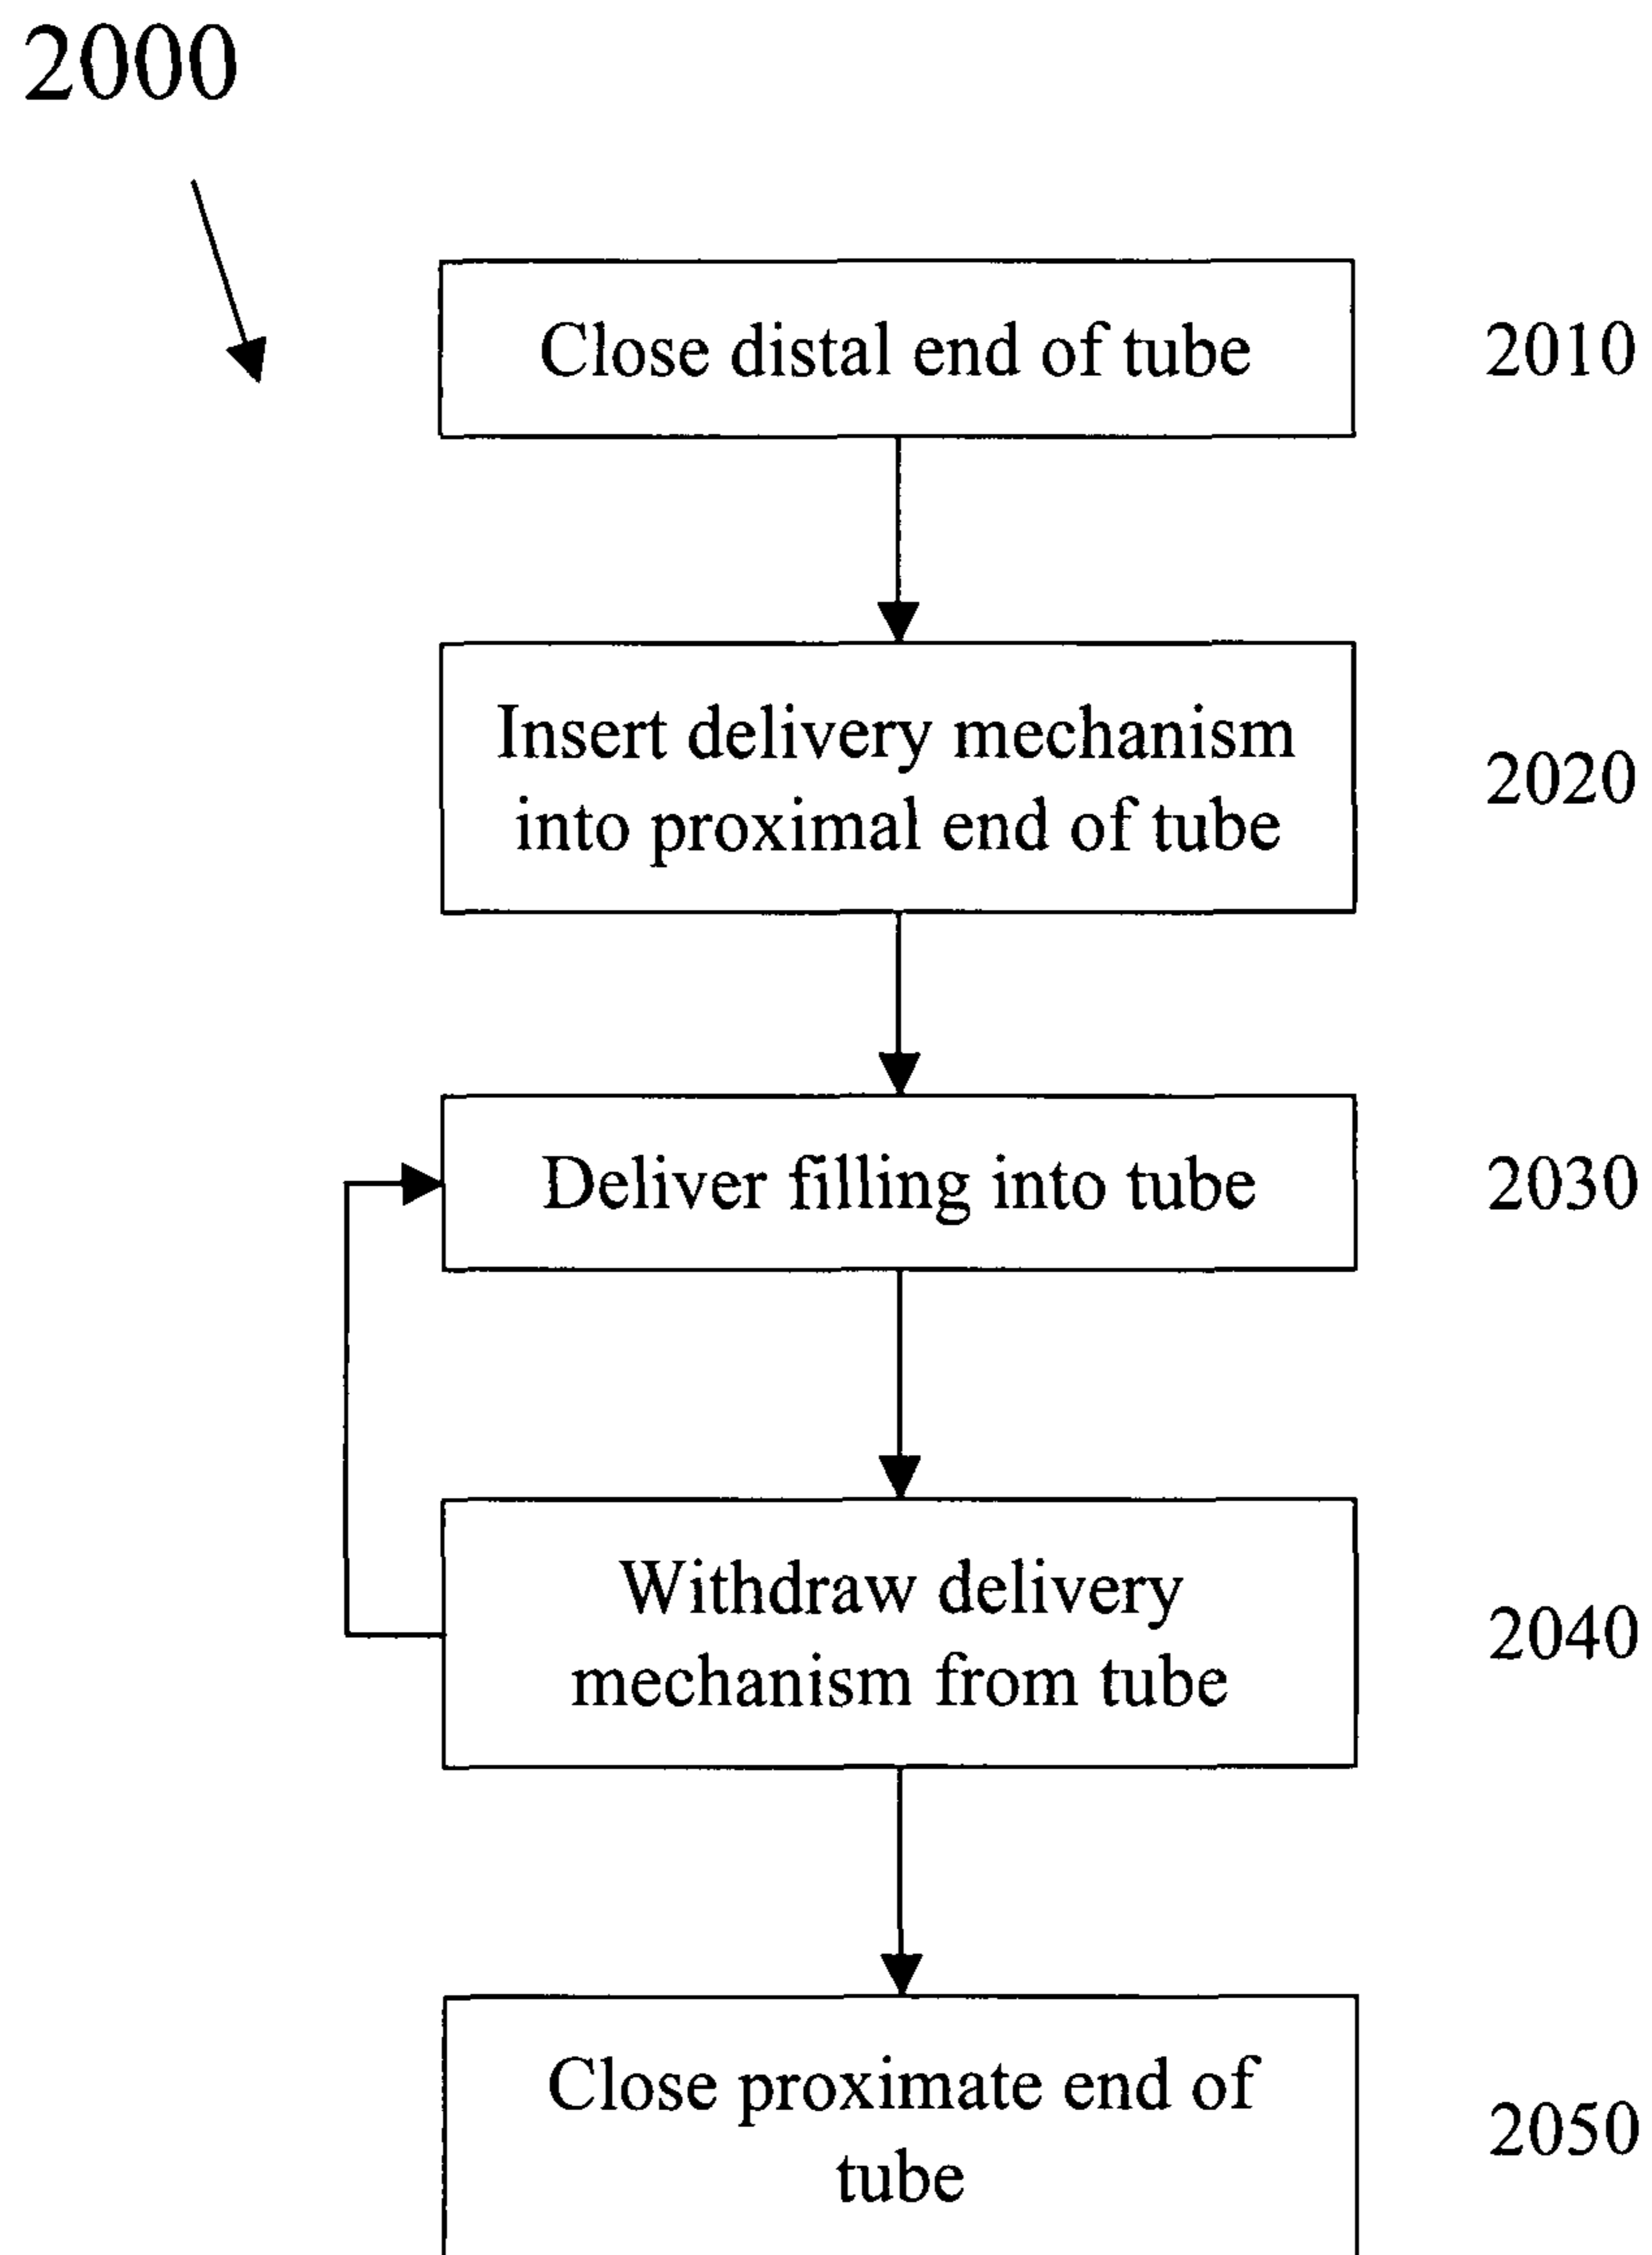 2000
Close distal end of tube
2010
Insert delivery mechanism
into proximal end of tube
2020
Deliver filling into tube
2030
Withdraw delivery
mechanism from tube
2040
Close proximate end of
tube
2050